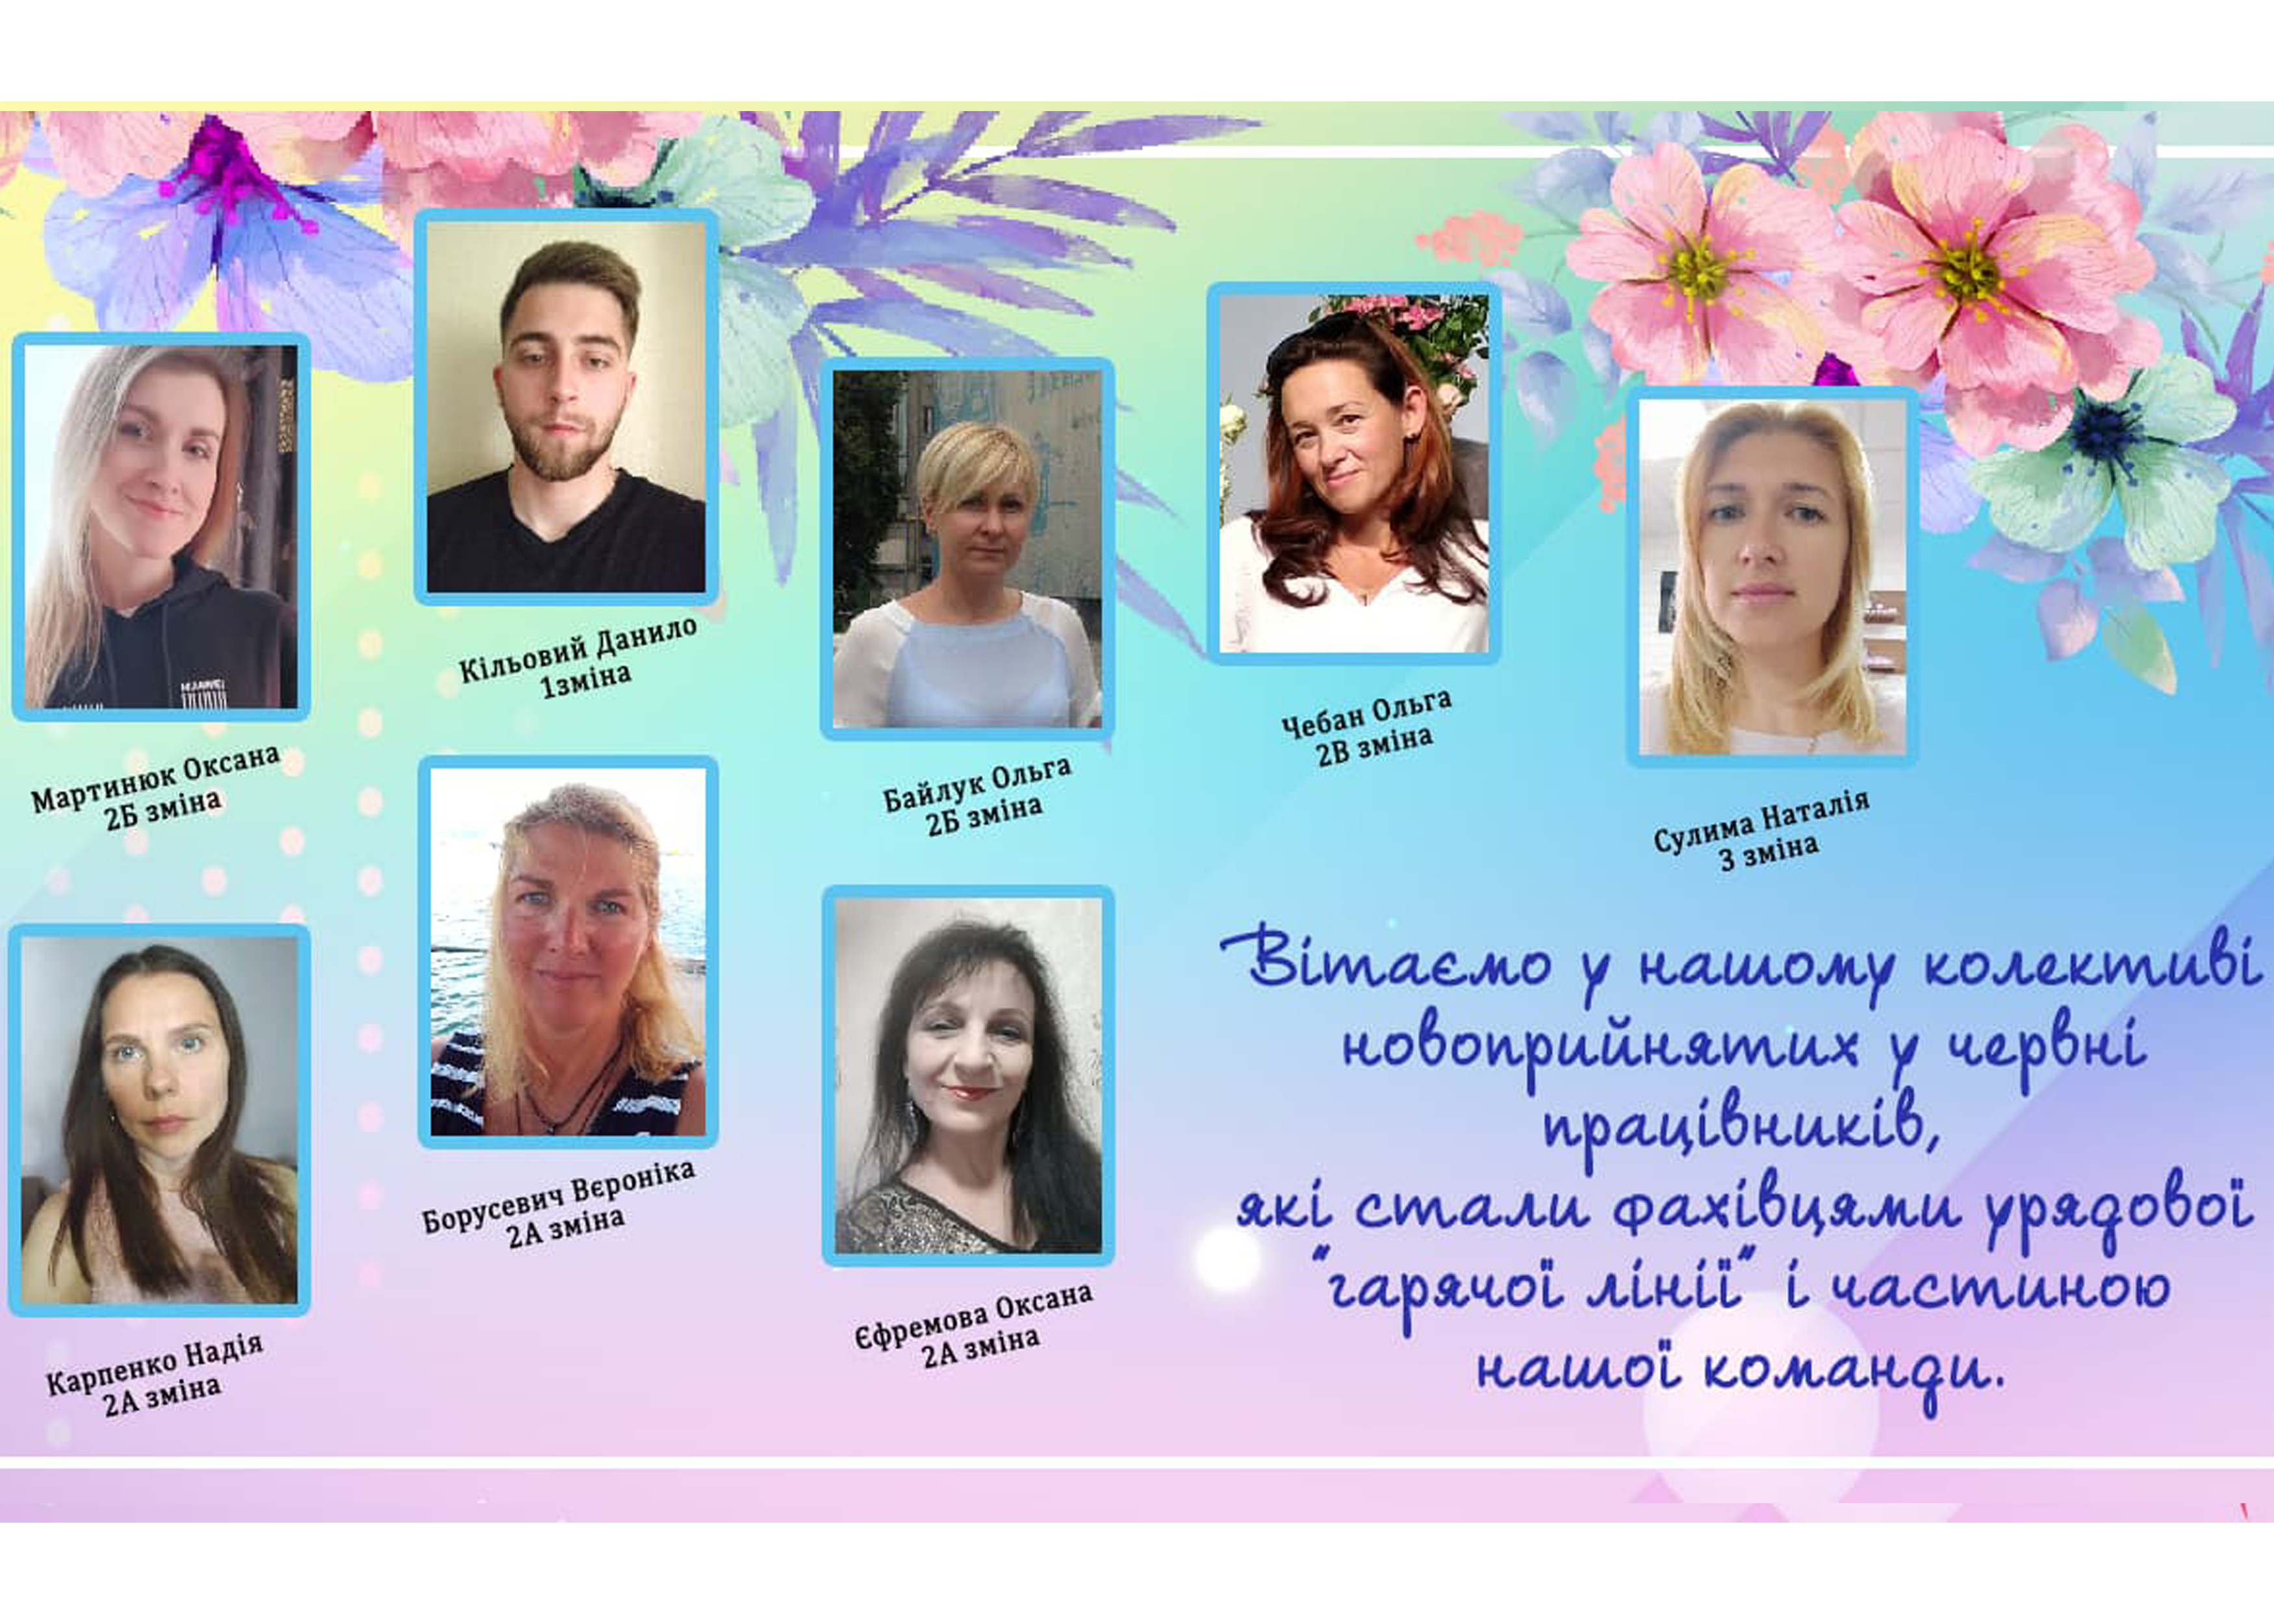 Мартинюк Оксана
2Б зміна
Кільовий Данило
1зміна
Байлук Ольга
2Б зміна
Чебан Ольга
2В зміна
Сулима Наталія
3 зміна
Карпенко Надія
2А зміна
Борусевич Вєроніка
2А зміна
Єфремова Оксана
2А зміна
Вітаємо у нашому колективі
новоприйнятих у червні
працівників,
які стали фахівцями урядової
"гарячої лінії" і частиною
нашої команди.
HUAWEI